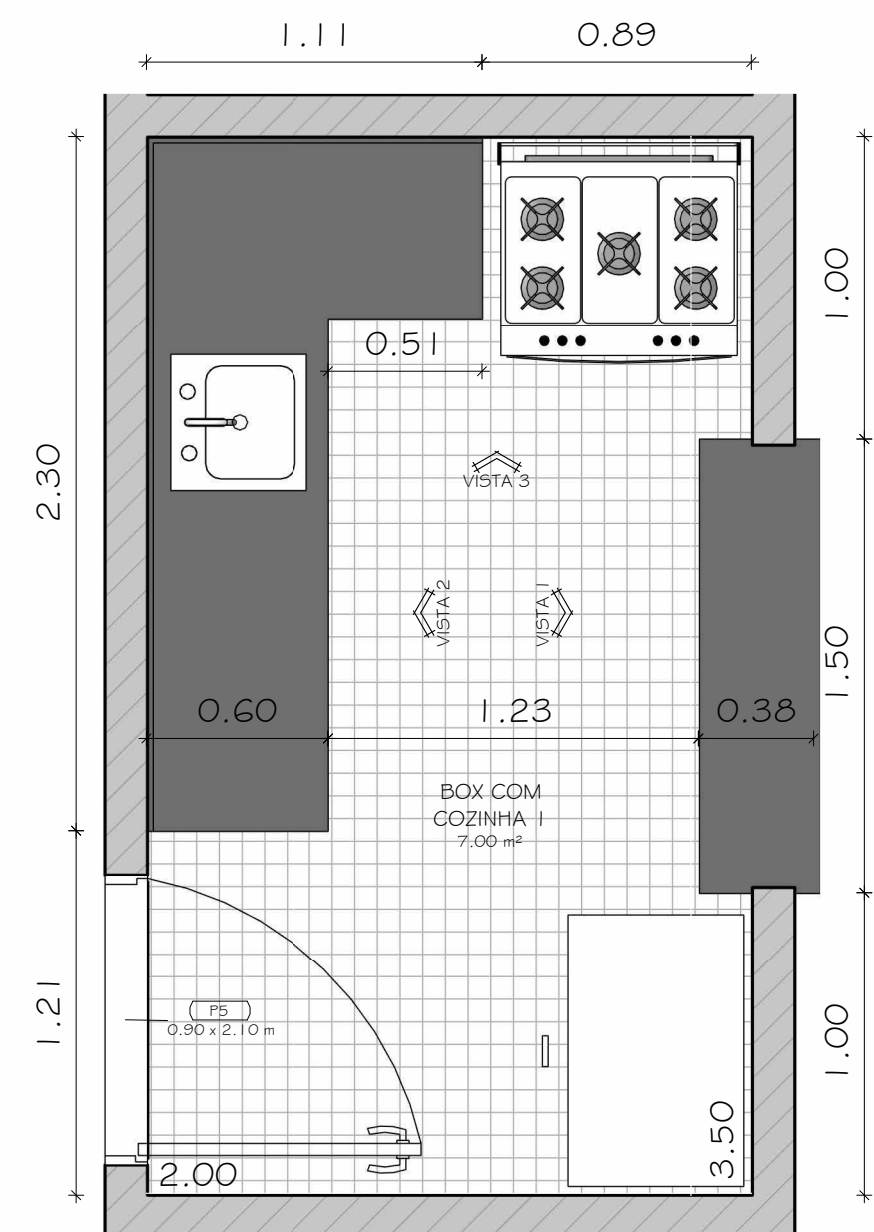 1.11
0.89
1.00
0.51
2.30
VISTA 3
VISTA 2
VISTA 1
1.50
0.60
1.23
0.38
BOX COM
COZINHA 1
7.00 m²
P5
0.90 x 2.10 m
1.21
1.00
3.50
2.00